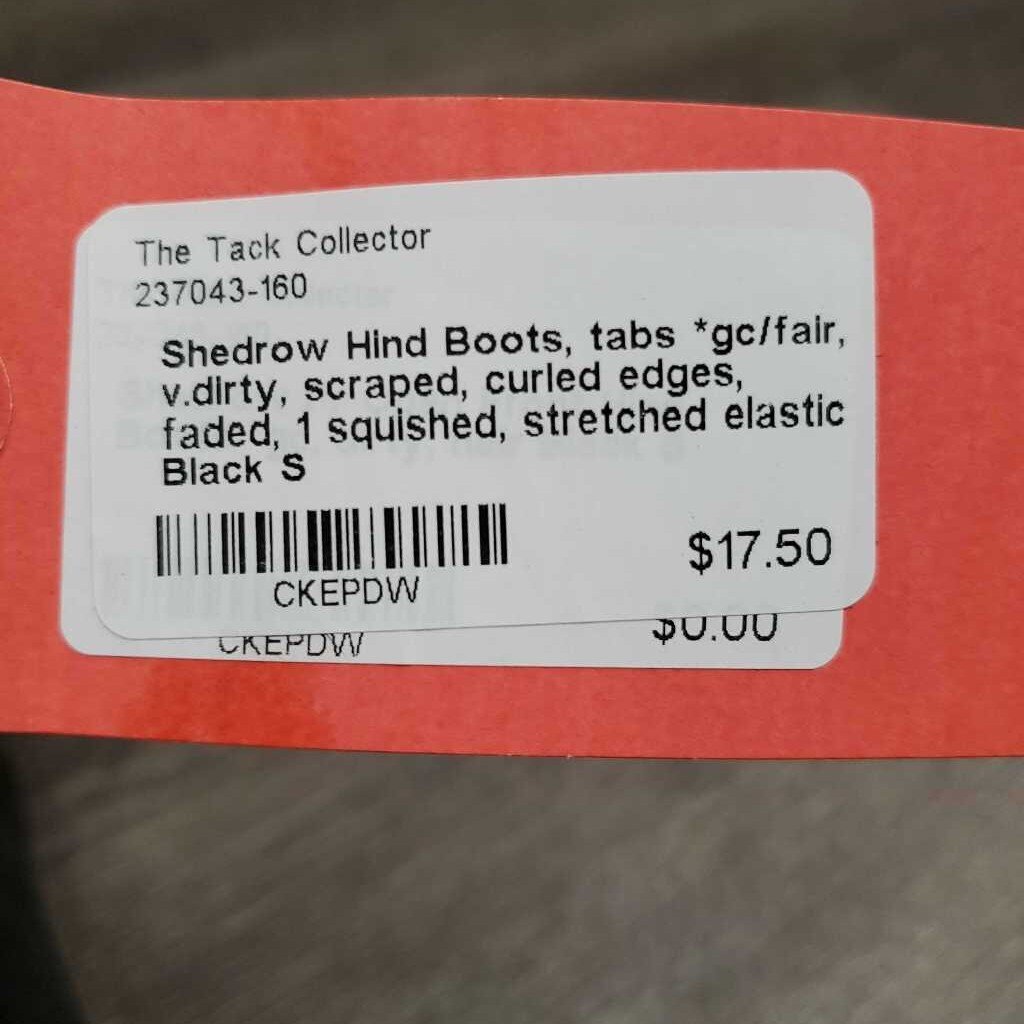 The Tack Collector
237043-160
Shedrow Hind Boots, tabs *gc/fair,
v.dirty, scraped, curled edges,
faded, 1 squished, stretched elastic
Black S
$17.50
CKEPDW
CKEPDW
$0.00